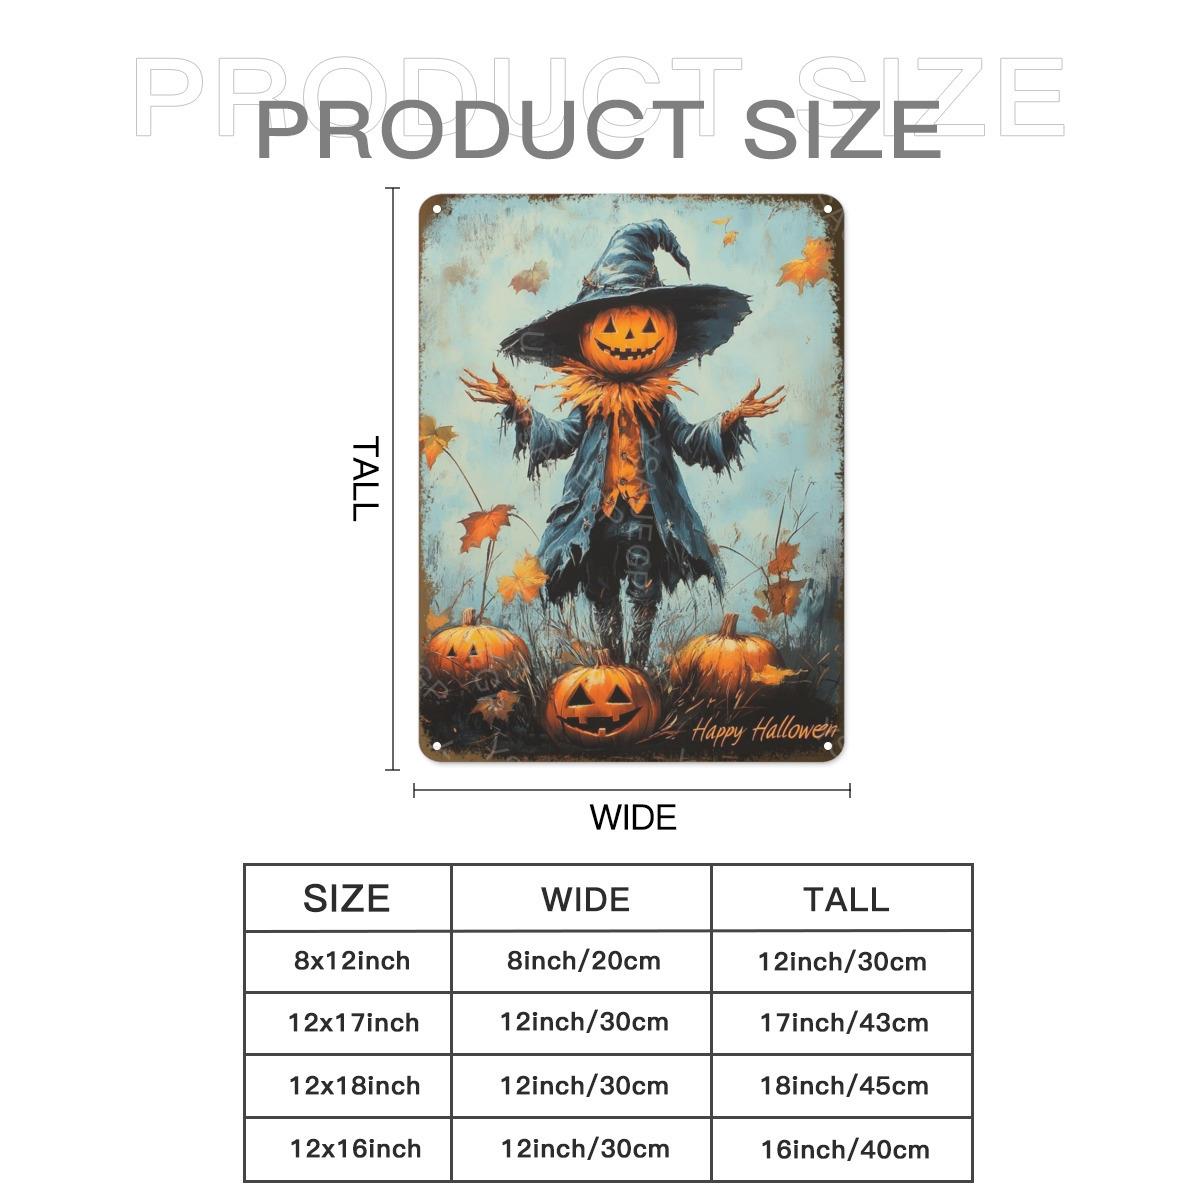 PRODUCT SIZE
PRODUCT SIZE
TALL
Happy Hallowen
WIDE
SIZE WIDE TALL
8x12inch 8inch/20cm 12inch/30cm
12x17inch 12inch/30cm 17inch/43cm
12x18inch 12inch/30cm 18inch/45cm
12x16inch 12inch/30cm 16inch/40cm